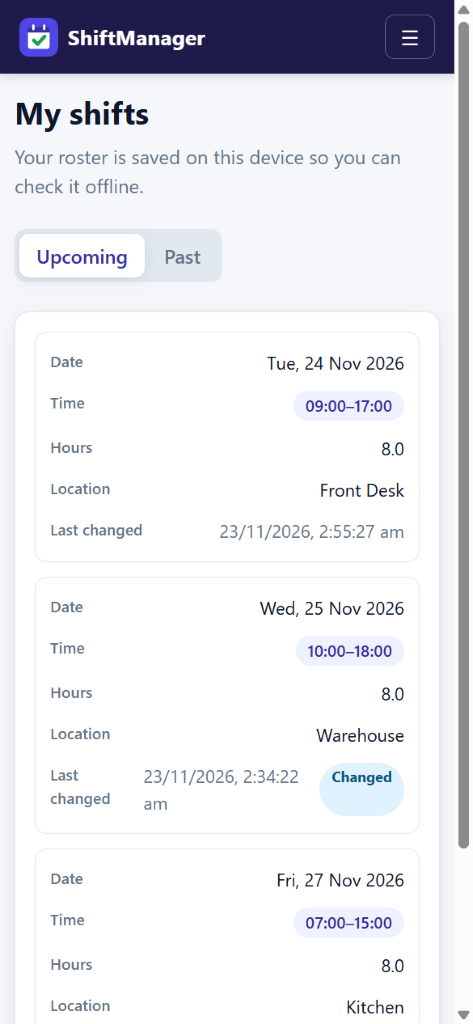 ShiftManager
My shifts
Your roster is saved on this device so you can
check it offline.
Upcoming Past
Date Tue, 24 Nov 2026
Time 09:00–17:00
Hours 8.0
Location Front Desk
Last changed 23/11/2026, 2:55:27 am
Date Wed, 25 Nov 2026
Time 10:00–18:00
Hours 8.0
Location Warehouse
Last changed 23/11/2026, 2:34:22 am Changed
Date Fri, 27 Nov 2026
Time 07:00–15:00
Hours 8.0
Location Kitchen